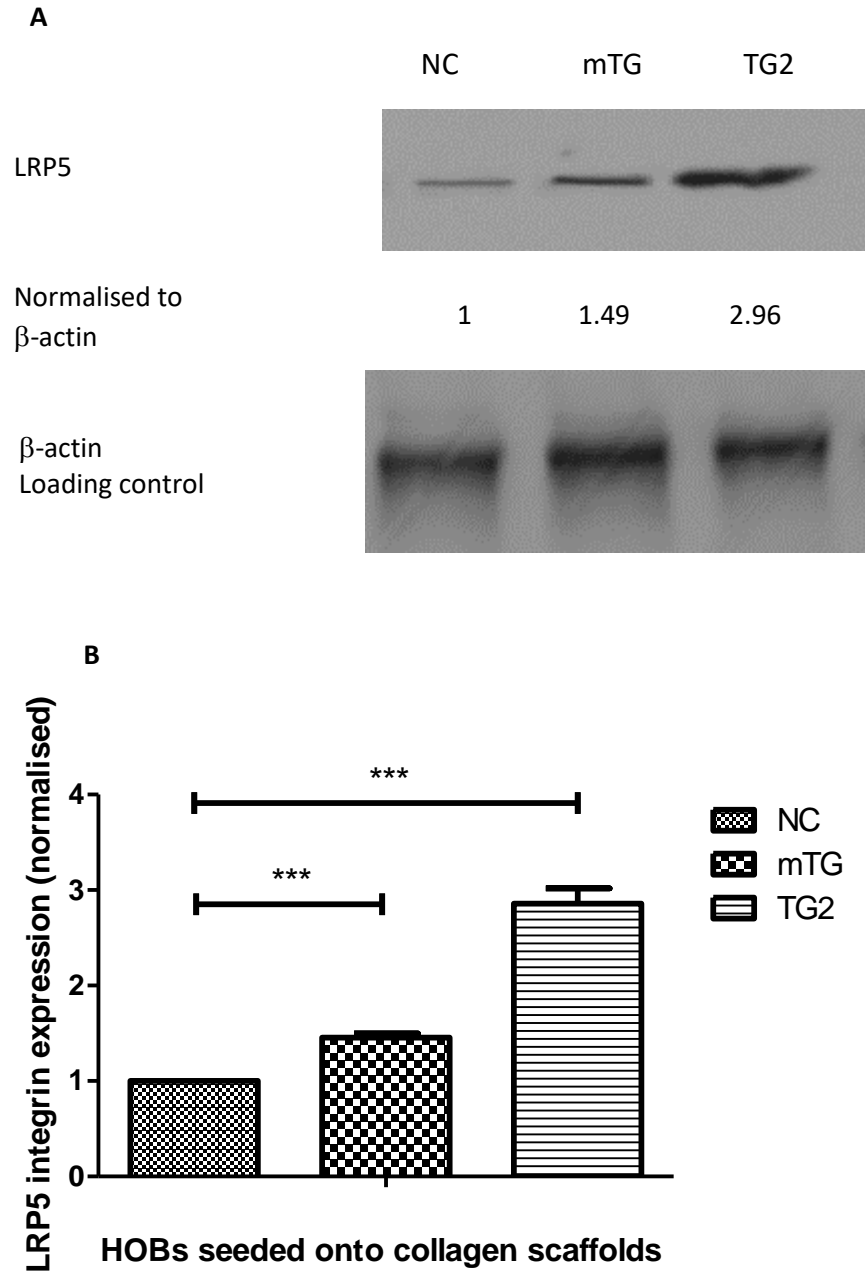 A
NC mTG TG2
LRP5
Normalised to
β-actin
1 1.49 2.96
β-actin
Loading control
B
LRP5 integrin expression (normalised)
4
3
2
1
0
***
***
NC
mTG
TG2
HOBs seeded onto collagen scaffolds